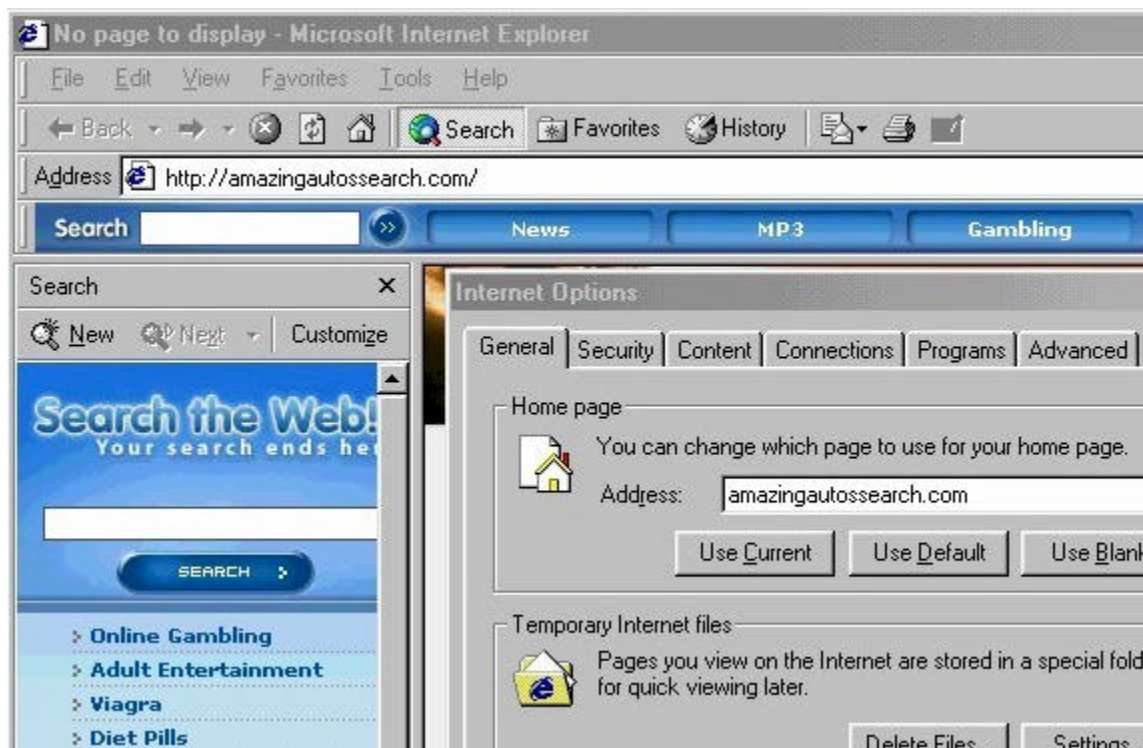 No page to display - Microsoft Internet Explorer
File Edit View Favorites Tools Help
Back Search Favorites History
Address http://amazingautossearch.com/
Search News MP3 Gambling
Search
New Next Customize
Search the Web!
Your search ends her
SEARCH
Online Gambling
Adult Entertainment
Viagra
Diet Pills
Internet Options
General Security Content Connections Programs Advanced
Home page
You can change which page to use for your home page.
Address: amazingautossearch.com
Use Current Use Default Use Blank
Temporary Internet files
Pages you view on the Internet are stored in a special fold
for quick viewing later.
Delete Files... Settings